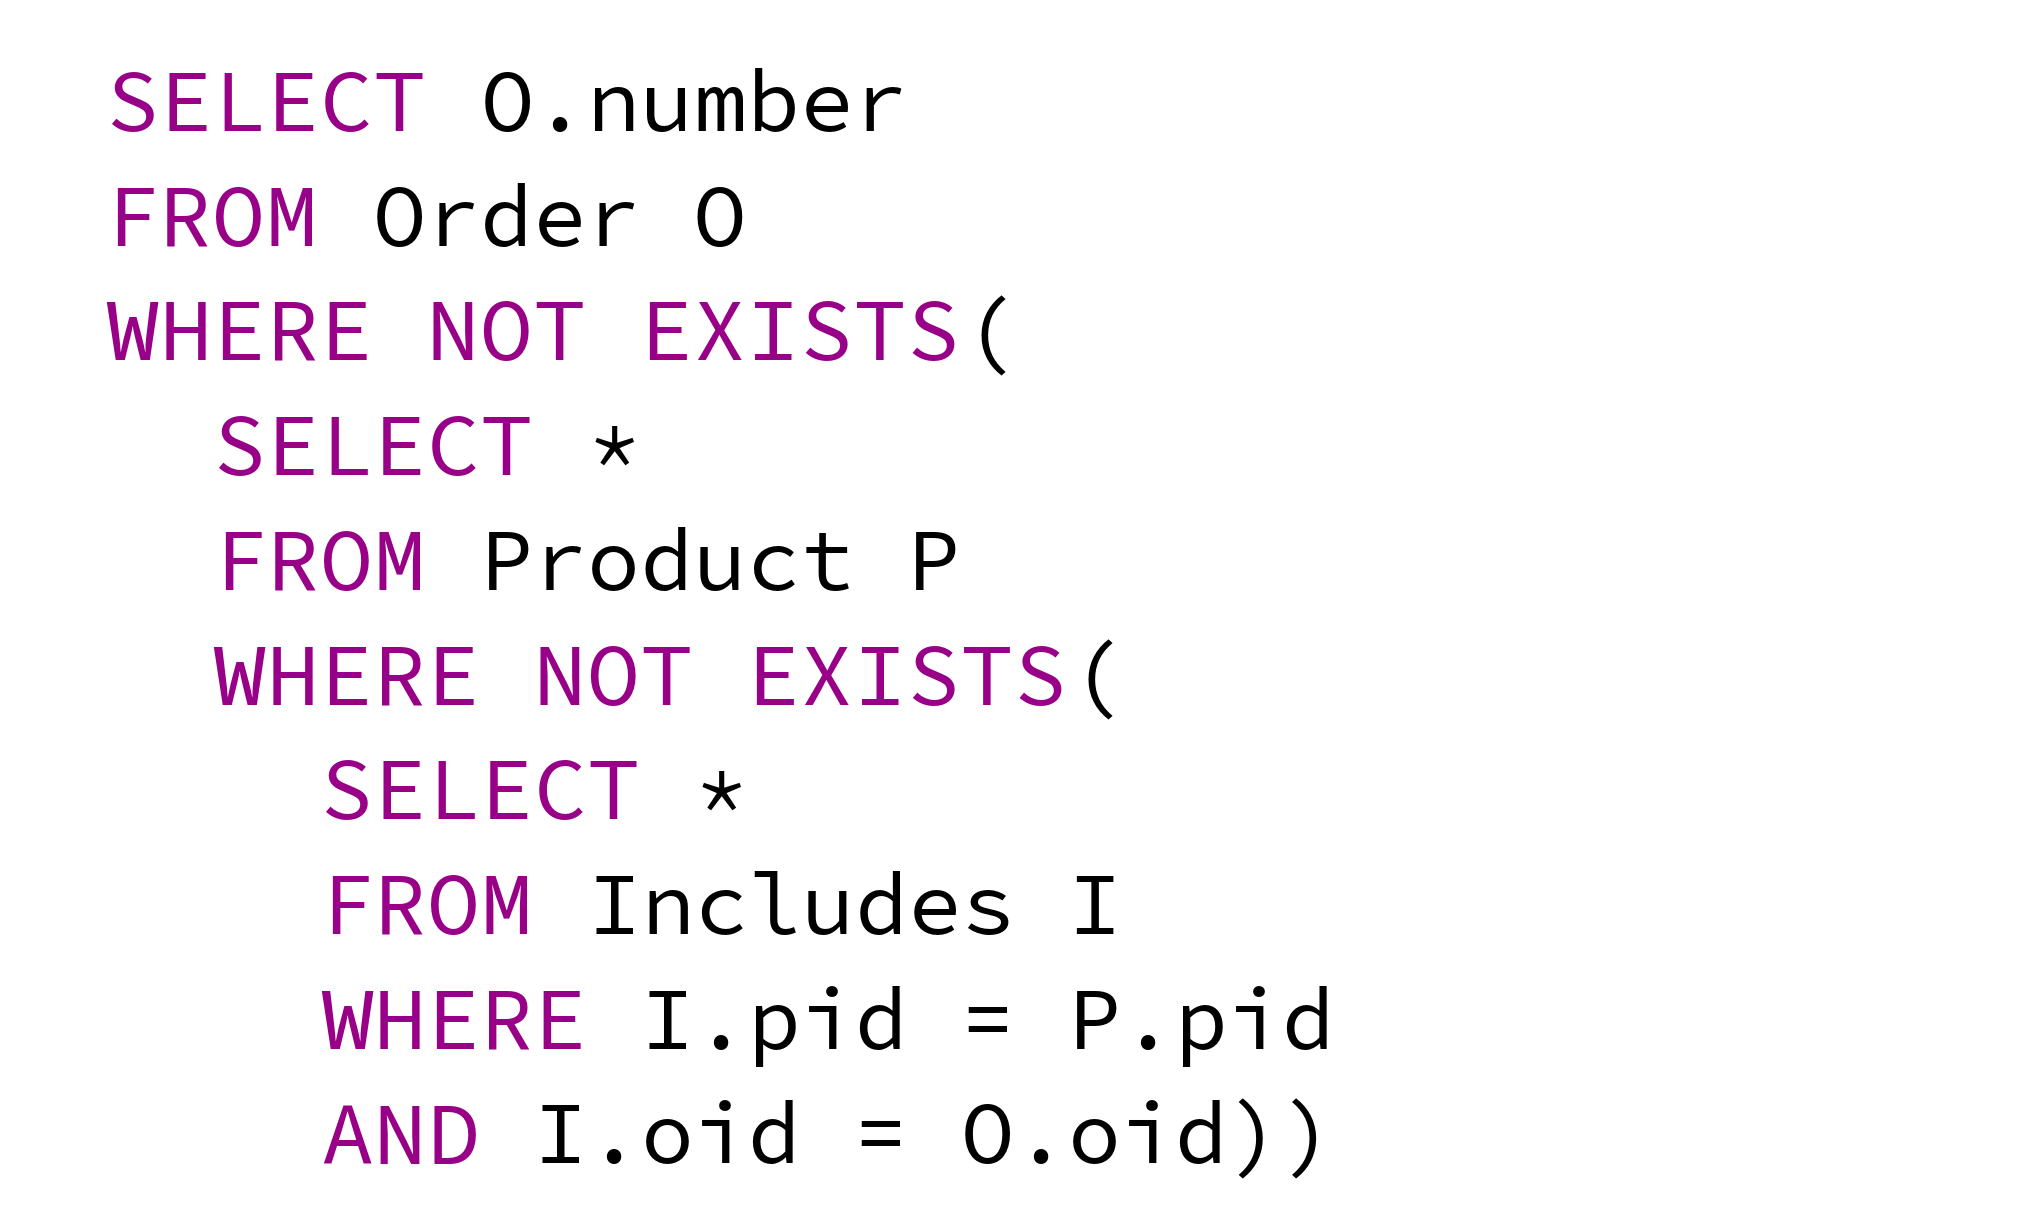 SELECT O.number
FROM Order O
WHERE NOT EXISTS(
  SELECT *
  FROM Product P
  WHERE NOT EXISTS(
    SELECT *
    FROM Includes I
    WHERE I.pid = P.pid
    AND I.oid = O.oid))